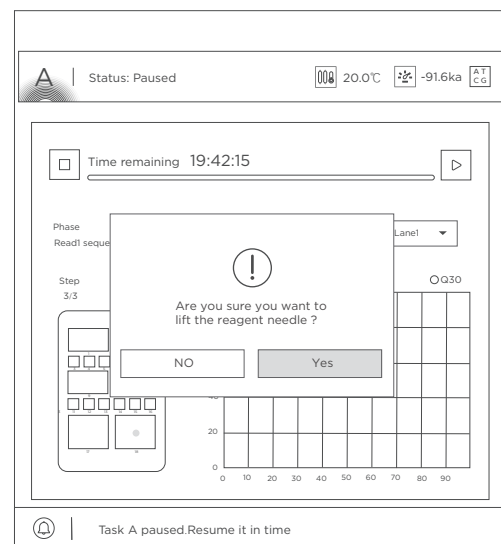 A
Status: Paused
20.0℃
-91.6ka
A T
C G
Time remaining 19:42:15
Phase
Read1 seque
Lane1
Are you sure you want to
lift the reagent needle ?
NO
Yes
Step
3/3
Q30
20
0
0 10 20 30 40 50 60 70 80 90
Task A paused.Resume it in time